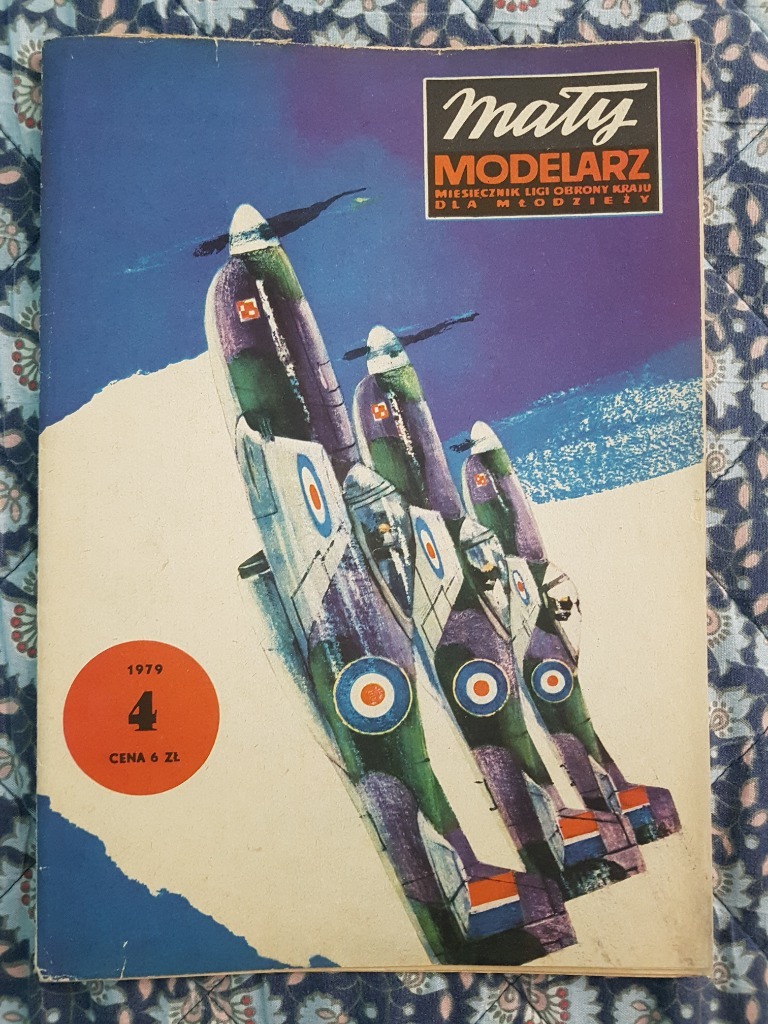 mały
MODELARZ
MIESIĘCZNIK LIGI OBRONY KRAJU
DLA MŁODZIEŻY
1979
4
CENA 6 ZŁ